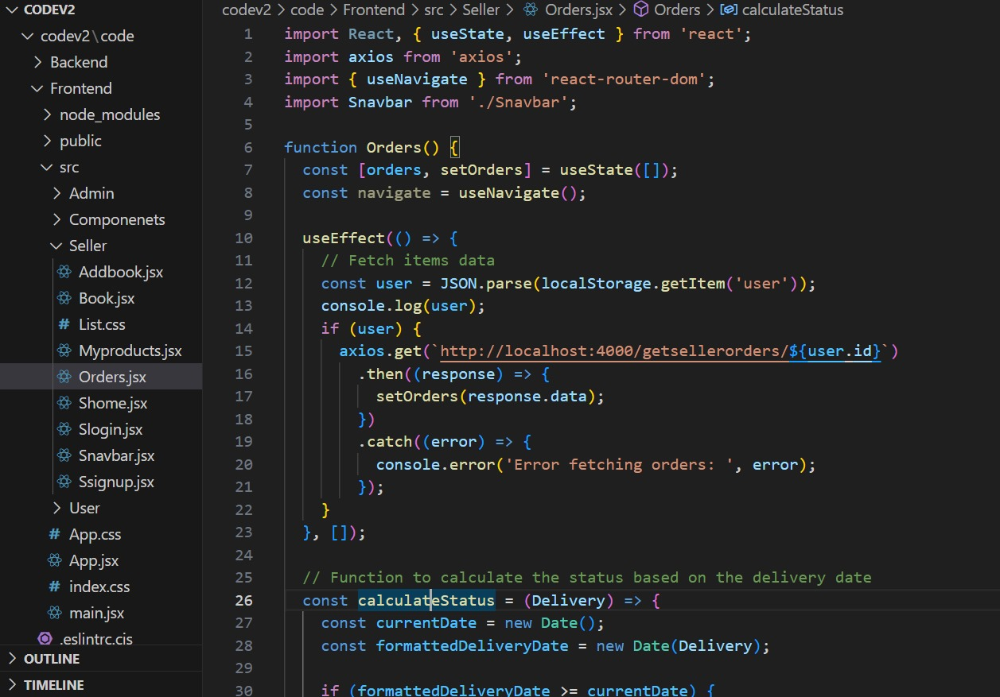 CODEV2
codev2\code
Backend
Frontend
node_modules
public
src
Admin
Componenets
Seller
Addbook.jsx
Book.jsx
List.css
Myproducts.jsx
Orders.jsx
Shome.jsx
Slogin.jsx
Snavbar.jsx
Ssignup.jsx
User
App.css
App.jsx
index.css
main.jsx
.eslintrc.cjs
OUTLINE
TIMELINE
codev2 > code > Frontend > src > Seller > Orders.jsx > Orders > calculateStatus
1 import React, { useState, useEffect } from 'react';
2 import axios from 'axios';
3 import { useNavigate } from 'react-router-dom';
4 import Snavbar from './Snavbar';
5
6 function Orders() {
7 const [orders, setOrders] = useState([]);
8 const navigate = useNavigate();
9
10 useEffect(() => {
11 // Fetch items data
12 const user = JSON.parse(localStorage.getItem('user'));
13 console.log(user);
14 if (user) {
15 axios.get(`http://localhost:4000/getsellerorders/${user.id}`)
16 .then((response) => {
17 setOrders(response.data);
18 })
19 .catch((error) => {
20 console.error('Error fetching orders: ', error);
21 });
22 }
23 }, []);
24
25 // Function to calculate the status based on the delivery date
26 const calculateStatus = (Delivery) => {
27 const currentDate = new Date();
28 const formattedDeliveryDate = new Date(Delivery);
29
30 if (formattedDeliveryDate >= currentDate) {